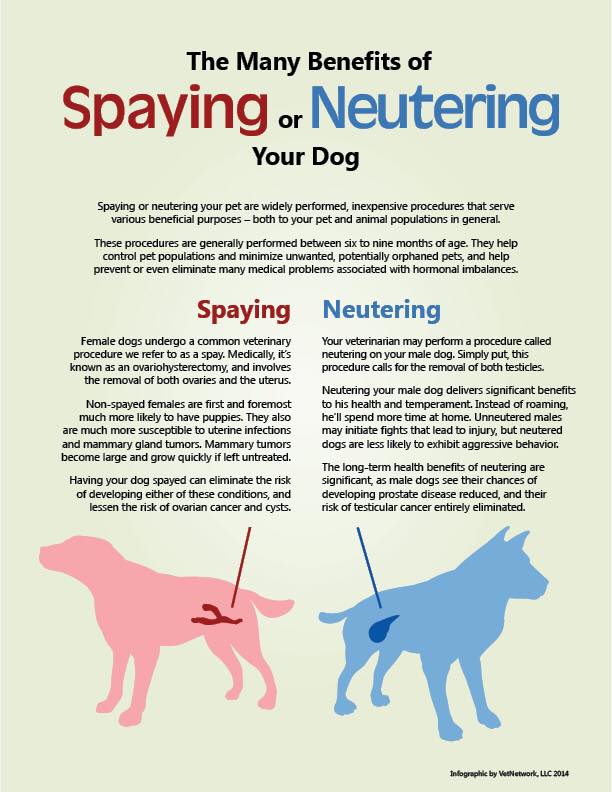 The Many Benefits of
Spaying or Neutering
Your Dog
Spaying or neutering your pet are widely performed, inexpensive procedures that serve
various beneficial purposes – both to your pet and animal populations in general.
These procedures are generally performed between six to nine months of age. They help
control pet populations and minimize unwanted, potentially orphaned pets, and help
prevent or even eliminate many medical problems associated with hormonal imbalances.
Spaying
Female dogs undergo a common veterinary
procedure we refer to as a spay. Medically, it's
known as an ovariohysterectomy, and involves
the removal of both ovaries and the uterus.
Non-spayed females are first and foremost
much more likely to have puppies. They also
are much more susceptible to uterine infections
and mammary gland tumors. Mammary tumors
become large and grow quickly if left untreated.
Having your dog spayed can eliminate the risk
of developing either of these conditions, and
lessen the risk of ovarian cancer and cysts.
Neutering
Your veterinarian may perform a procedure called
neutering on your male dog. Simply put, this
procedure calls for the removal of both testicles.
Neutering your male dog delivers significant benefits
to his health and temperament. Instead of roaming,
he'll spend more time at home. Unneutered males
may initiate fights that lead to injury, but neutered
dogs are less likely to exhibit aggressive behavior.
The long-term health benefits of neutering are
significant, as male dogs see their chances of
developing prostate disease reduced, and their
risk of testicular cancer entirely eliminated.
Infographic by VetNetwork, LLC 2014